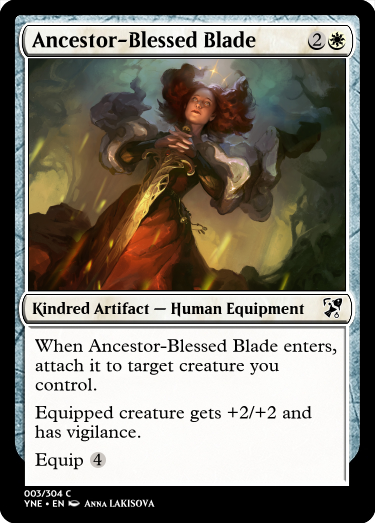 Ancestor-Blessed Blade 2
Kindred Artifact — Human Equipment
When Ancestor-Blessed Blade enters,
attach it to target creature you
control.
Equipped creature gets +2/+2 and
has vigilance.
Equip 4
003/304 C
YNE • EN Anna LAKISOVA